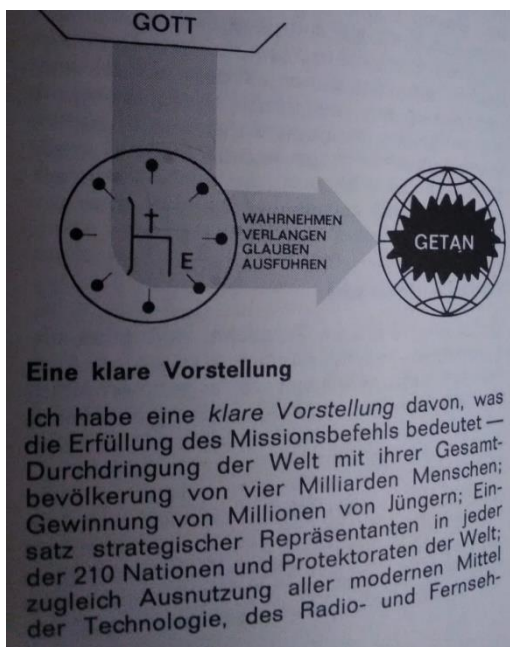 GOTT
WAHRNEHMEN
VERLANGEN
GLAUBEN
AUSFÜHREN
E
GETAN
Eine klare Vorstellung
Ich habe eine klare Vorstellung davon, was
die Erfüllung des Missionsbefehls bedeutet —
Durchdringung der Welt mit ihrer Gesamt-
bevölkerung von vier Milliarden Menschen;
Gewinnung von Millionen von Jüngern; Ein-
satz strategischer Repräsentanten in jeder
der 210 Nationen und Protektoraten der Welt;
zugleich Ausnutzung aller modernen Mittel
der Technologie, des Radio- und Fernseh-